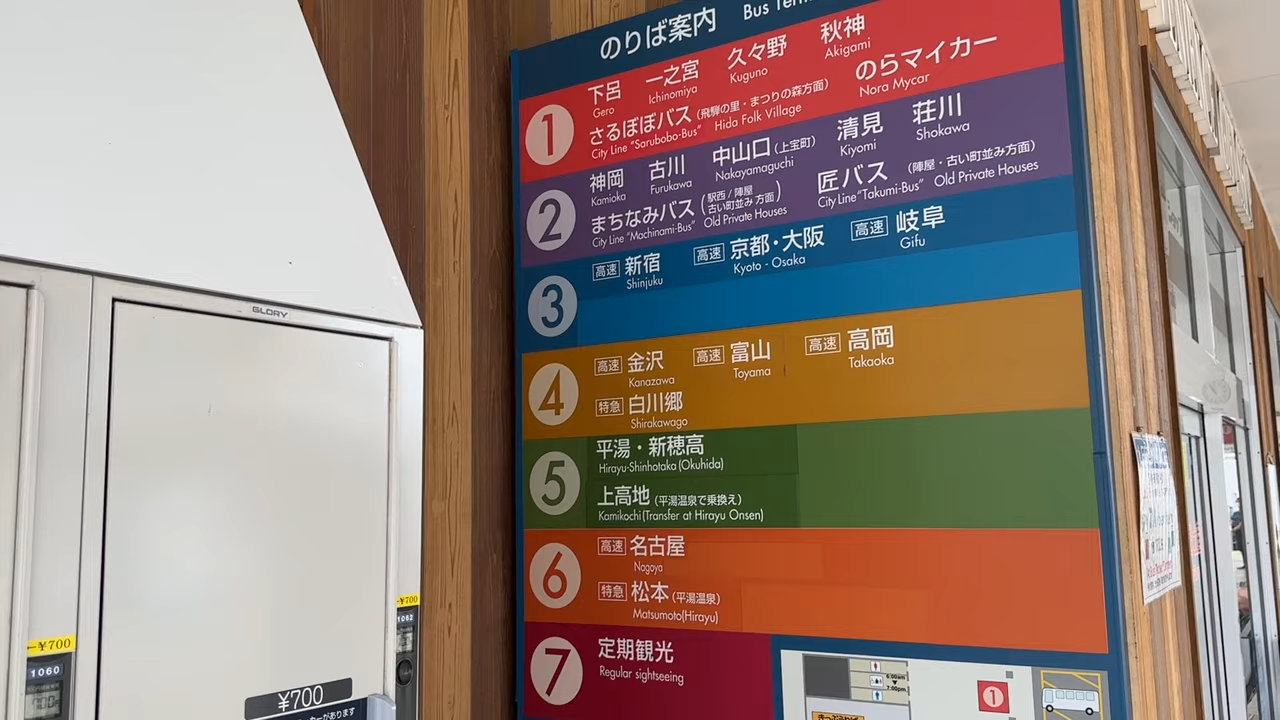 のりば案内 Bus
1
下呂 一之宮 久々野 秋神
Gero Ichinomiya Kuguno Akigami
さるぼぼバス（飛騨の里・まつりの森方面） のらマイカー
City Line "Sarubobo-Bus" Hida Folk Village Nora Mycar
2
神岡 古川 中山口（上宝町） 清見 荘川
Kamioka Furukawa Nakayamaguchi Kiyomi Shokawa
まちなみバス（駅西 / 陣屋 古い町並み 方面） 匠バス （陣屋・古い町並み方面）
City Line "Machinami-Bus" Old Private Houses City Line "Takumi-Bus" Old Private Houses
3
高速 新宿 高速 京都・大阪 高速 岐阜
Shinjuku Kyoto - Osaka Gifu
4
高速 金沢 高速 富山 高速 高岡
Kanazawa Toyama Takaoka
特急 白川郷
Shirakawago
5
平湯・新穂高
Hirayu-Shinhotaka (Okuhida)
上高地（平湯温泉で乗換え）
Kamikochi(Transfer at Hirayu Onsen)
6
高速 名古屋
Nagoya
特急 松本（平湯温泉）
Matsumoto(Hirayu)
7
定期観光
Regular sightseeing
6:00am
7:00pm
1
GLORY
←¥700
1060
←¥700
1062
¥700
があります